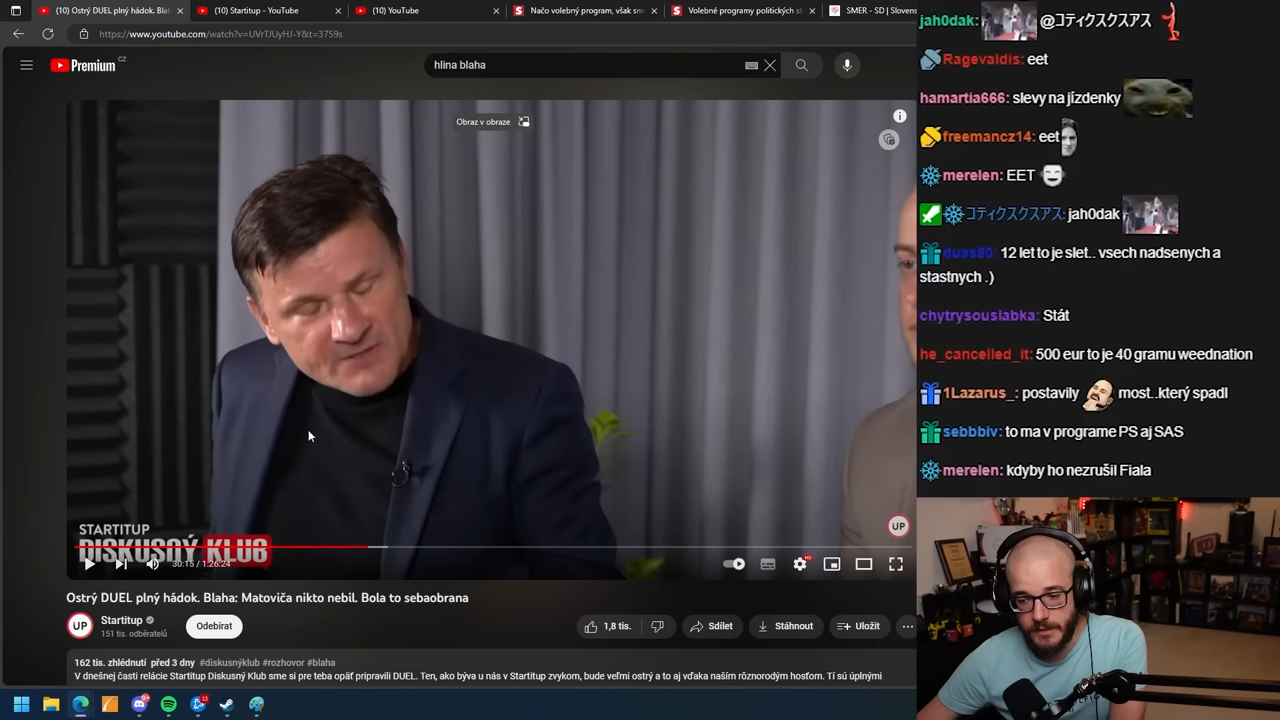 (10) Ostrý DUEL plný hádok. Blah
(10) Startitup - YouTube
(10) YouTube
Načo volebný program, však sm
Volebné programy politických st
SMER - SD | Slovens
https://www.youtube.com/watch?v=UVrTJUyHJ-Y&t=3759s
Premium CZ
hlina blaha
Obraz v obraze
STARTITUP
DISKUSNÝ KLUB
UP
30:15 / 1:26:24
Ostrý DUEL plný hádok. Blaha: Matoviča nikto nebil. Bola to sebaobrana
UP
Startitup
151 tis. odběratelů
Odebírat
1,8 tis.
Sdílet
Stáhnout
Uložit
162 tis. zhlédnutí před 3 dny #diskusnýklub #rozhovor #blaha
V dnešnej časti relácie Startitup Diskusný Klub sme si pre teba opäť pripravili DUEL. Ten, ako býva u nás v Startitup zvykom, bude veľmi ostrý a to aj vďaka naším rôznorodým hosťom. Tí sú úplnými
jah0dak: @コティクスクスアス
Ragevaldis: eet
hamartia666: slevy na jízdenky
freemancz14: eet
merelen: EET
コティクスクスアス: jah0dak
duas80: 12 let to je slet.. vsech nadsenych a
stastnych .)
chytrysouslabka: Stát
he_cancelled_it: 500 eur to je 40 gramu weednation
1Lazarus_: postavily most..který spadl
sebbbiv: to ma v programe PS aj SAS
merelen: kdyby ho nezrušil Fiala